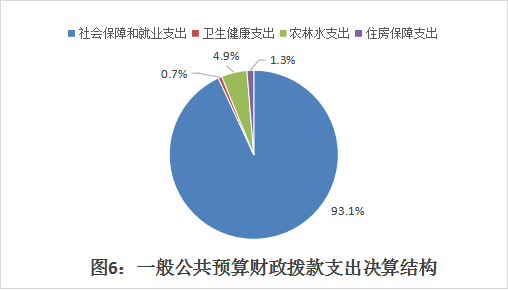 社会保障和就业支出 卫生健康支出 农林水支出 住房保障支出
4.9%
1.3%
0.7%
93.1%
图6：一般公共预算财政拨款支出决算结构